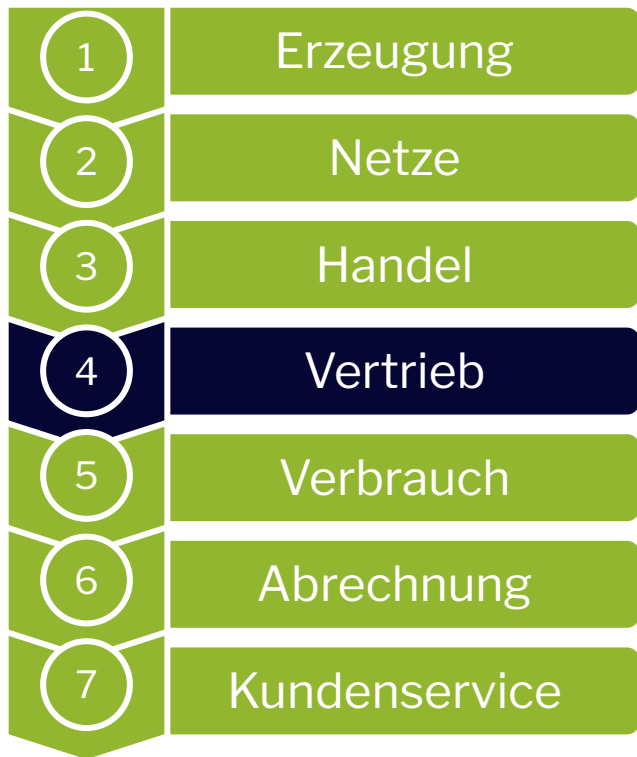 1 Erzeugung
2 Netze
3 Handel
4 Vertrieb
5 Verbrauch
6 Abrechnung
7 Kundenservice